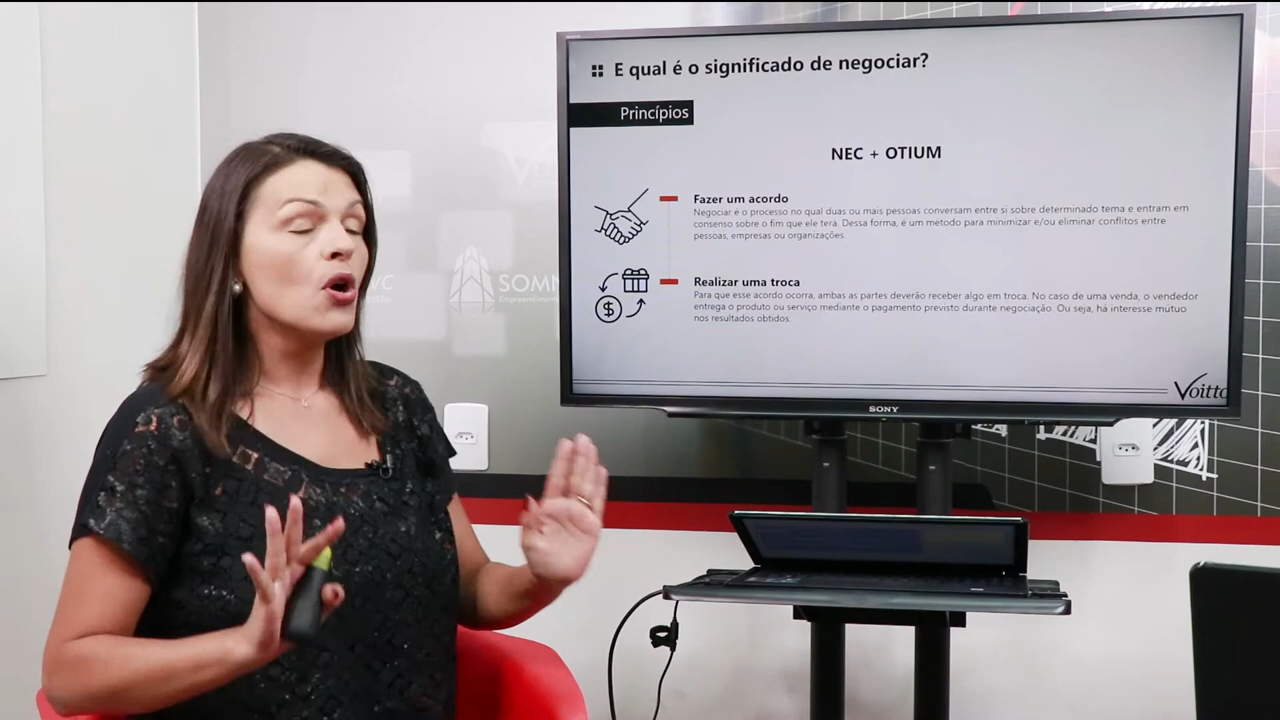 E qual é o significado de negociar?
Princípios
NEC + OTIUM
Fazer um acordo
Negociar é o processo no qual duas ou mais pessoas conversam entre si sobre determinado tema e entram em
consenso sobre o fim que ele terá. Dessa forma, é um metodo para minimizar e/ou eliminar conflitos entre
pessoas, empresas ou organizações.
Realizar uma troca
Para que esse acordo ocorra, ambas as partes deverão receber algo em troca. No caso de uma venda, o vendedor
entrega o produto ou serviço mediante o pagamento previsto durante negociação. Ou seja, há interesse mútuo
nos resultados obtidos.
Voitto
SONY
SOMN